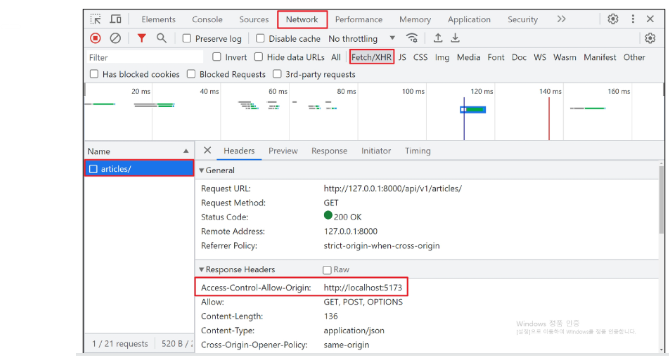 Elements Console Sources Network Performance Memory Application Security
Preserve log Disable cache No throttling
Filter Invert Hide data URLs All Fetch/XHR JS CSS Img Media Font Doc WS Wasm Manifest Other
Has blocked cookies Blocked Requests 3rd-party requests
20 ms 40 ms 60 ms 80 ms 100 ms 120 ms 140 ms 160 ms
Name Headers Preview Response Initiator Timing
articles/
General
Request URL: http://127.0.0.1:8000/api/v1/articles/
Request Method: GET
Status Code: 200 OK
Remote Address: 127.0.0.1:8000
Referrer Policy: strict-origin-when-cross-origin
Response Headers Raw
Access-Control-Allow-Origin: http://localhost:5173
Allow: GET, POST, OPTIONS
Content-Length: 136
Content-Type: application/json
Cross-Origin-Opener-Policy: same-origin
1 / 21 requests 520 B /
Windows 정품 인증